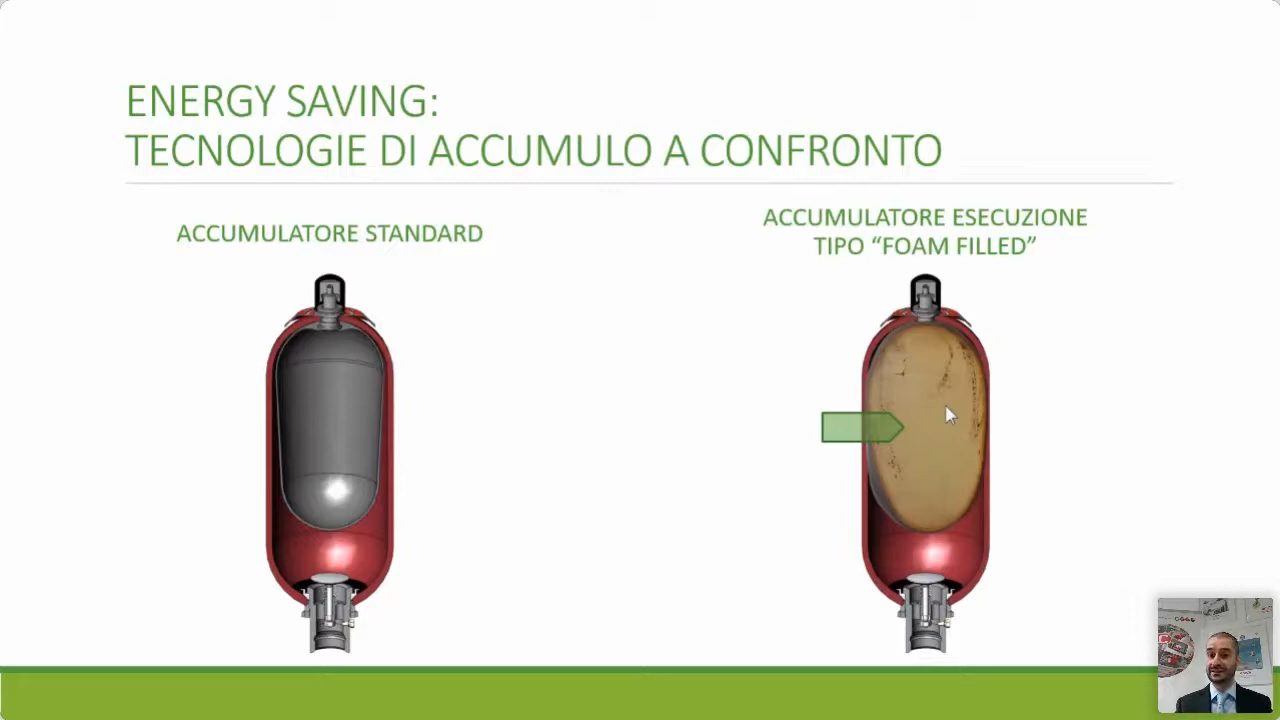 ENERGY SAVING:
TECNOLOGIE DI ACCUMULO A CONFRONTO
ACCUMULATORE STANDARD
ACCUMULATORE ESECUZIONE
TIPO “FOAM FILLED”